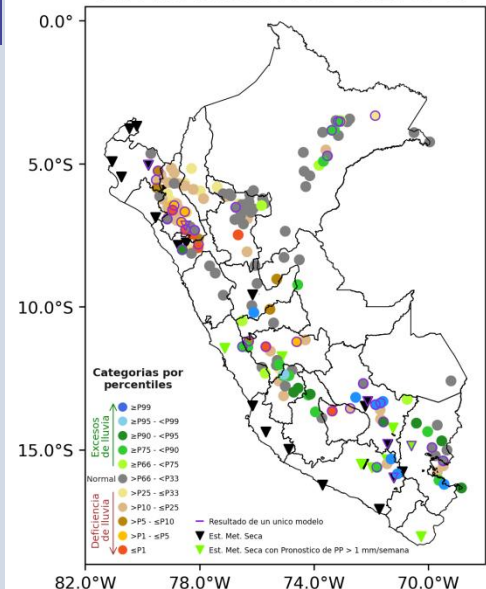 0.0°
5.0°S
10.0°S
15.0°S
Categorias por
percentiles
Excesos
de lluvia
Normal
Deficiencia
de lluvia
≥P99
≥P95 - <P99
≥P90 - <P95
≥P75 - <P90
≥P66 - <P75
>P66 - <P33
>P25 - ≤P33
>P10 - ≤P25
>P5 - ≤P10
>P1 - ≤P5
≤P1
Resultado de un unico modelo
Est. Met. Seca
Est. Met. Seca con Pronostico de PP > 1 mm/semana
82.0°W 78.0°W 74.0°W 70.0°W